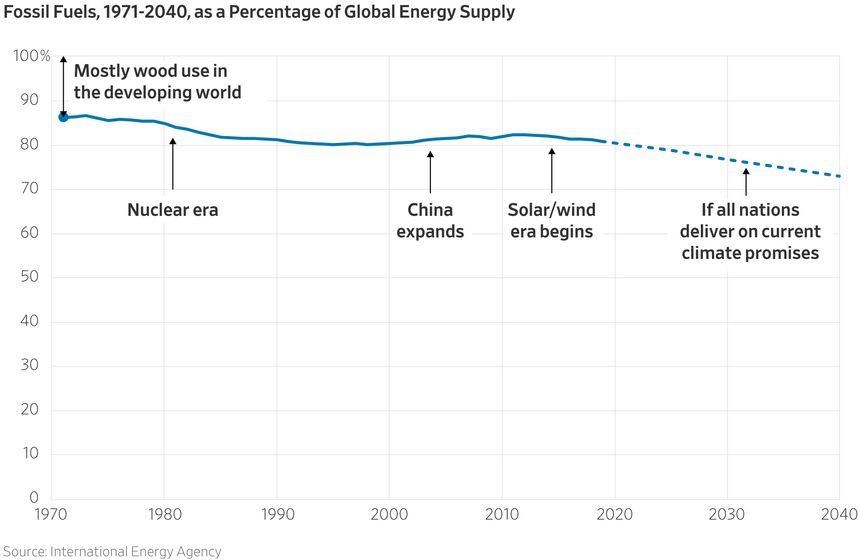 Fossil Fuels, 1971-2040, as a Percentage of Global Energy Supply
100%
Mostly wood use in
the developing world
90
80
70
Nuclear era
China
expands
Solar/wind
era begins
If all nations
deliver on current
climate promises
60
50
40
30
20
10
0
1970
1980
1990
2000
2010
2020
2030
2040
Source: International Energy Agency